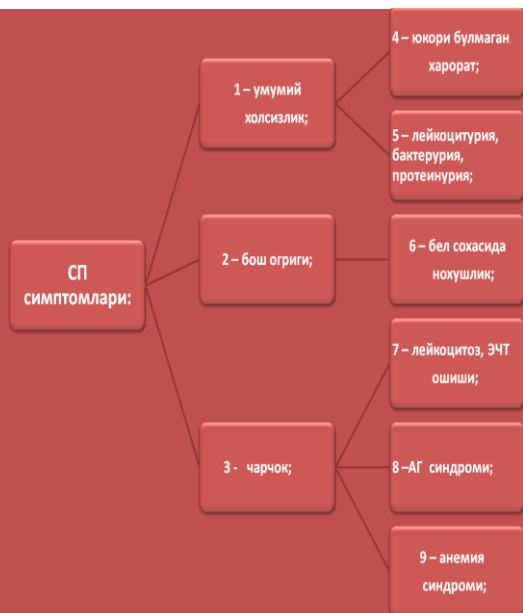 СП
симптомлари:
1 – умумий
холсизлик;
2 – бош огриги;
3 - чарчок;
4 – юкори булмаган
харорат;
5 – лейкоцитурия,
бактерурия,
протеинурия;
6 – бел сохасида
нохушлик;
7 – лейкоцитоз, ЭЧТ
ошиши;
8 –АГ синдроми;
9 – анемия
синдроми;